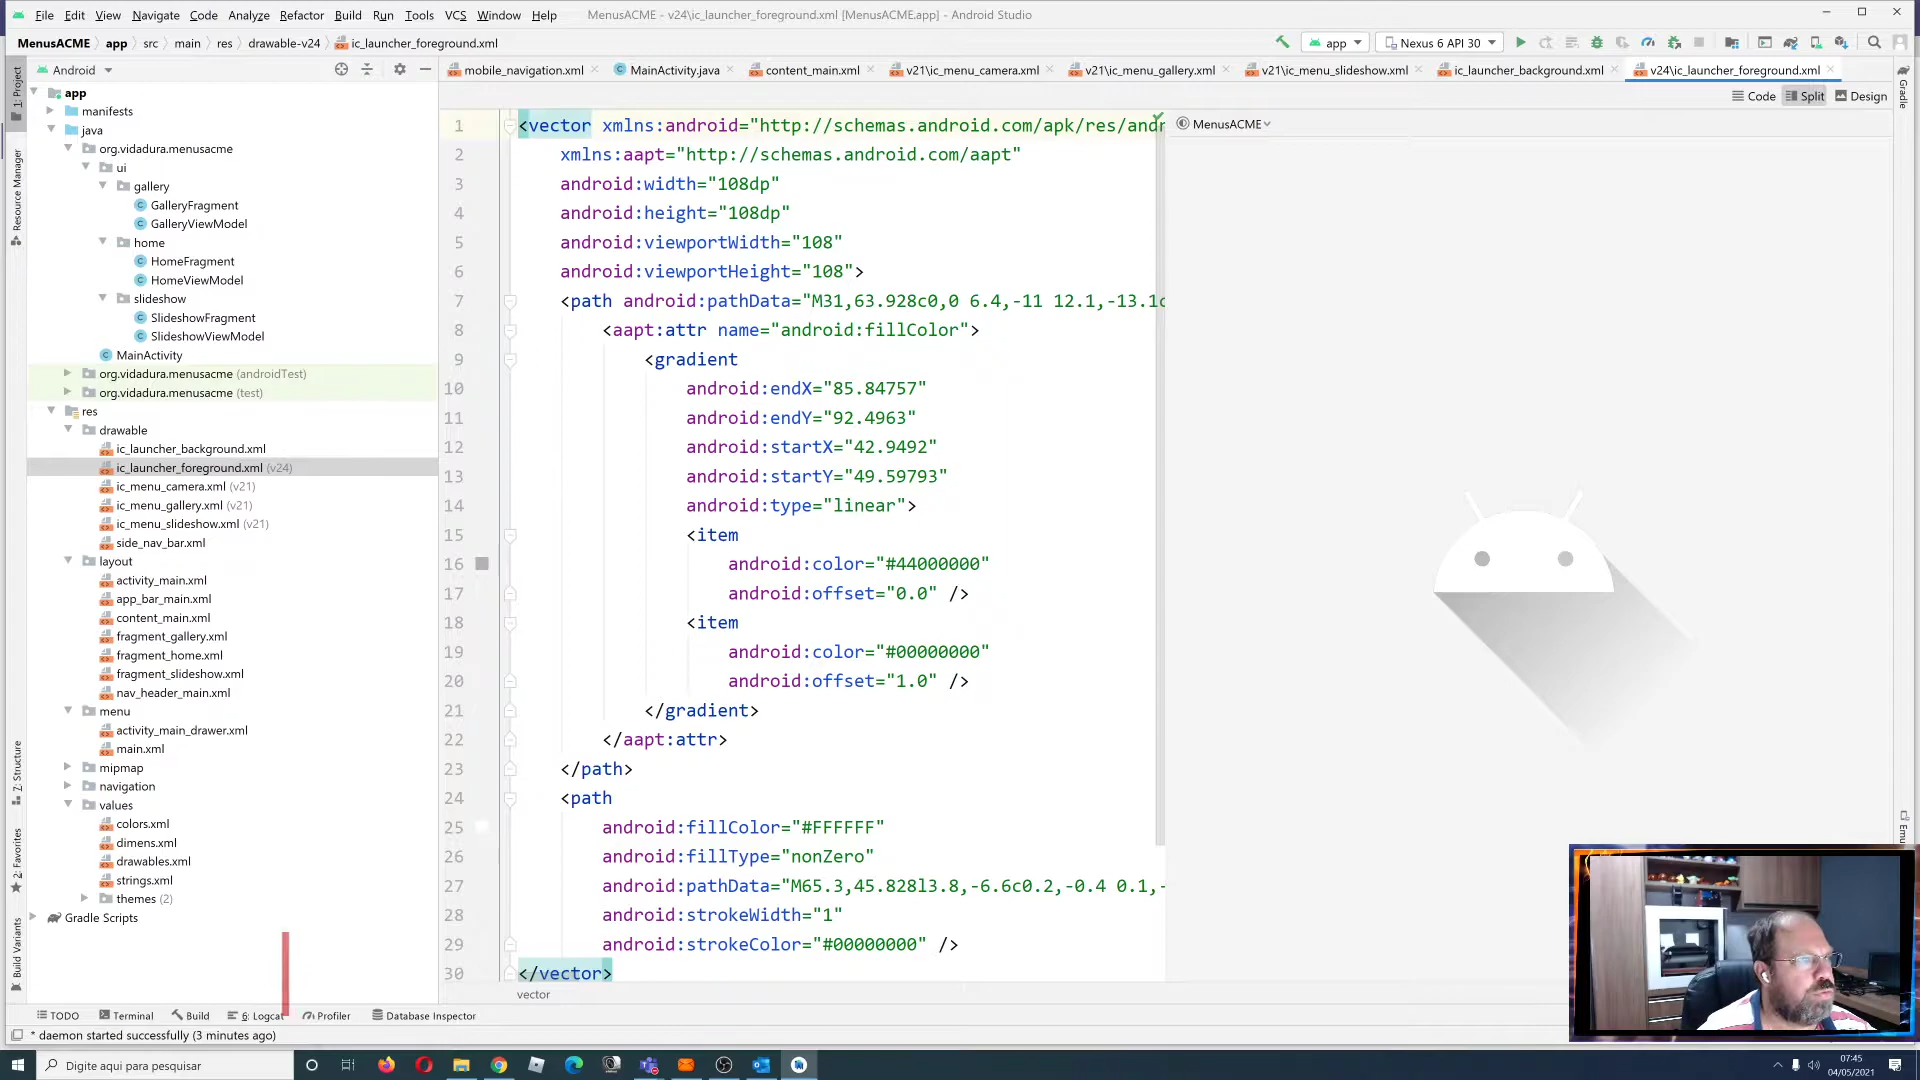 File Edit View Navigate Code Analyze Refactor Build Run Tools VCS Window Help MenusACME - v24\ic_launcher_foreground.xml [MenusACME.app] - Android Studio
MenusACME app src main res drawable-v24 ic_launcher_foreground.xml app Nexus 6 API 30
Android mobile_navigation.xml MainActivity.java content_main.xml v21\ic_menu_camera.xml v21\ic_menu_gallery.xml v21\ic_menu_slideshow.xml ic_launcher_background.xml v24\ic_launcher_foreground.xml
Code Split Design
MenusACME
1: Project
Resource Manager
7: Structure
2: Favorites
Build Variants
Gradle
app
manifests
java
org.vidadura.menusacme
ui
gallery
GalleryFragment
GalleryViewModel
home
HomeFragment
HomeViewModel
slideshow
SlideshowFragment
SlideshowViewModel
MainActivity
org.vidadura.menusacme (androidTest)
org.vidadura.menusacme (test)
res
drawable
ic_launcher_background.xml
ic_launcher_foreground.xml (v24)
ic_menu_camera.xml (v21)
ic_menu_gallery.xml (v21)
ic_menu_slideshow.xml (v21)
side_nav_bar.xml
layout
activity_main.xml
app_bar_main.xml
content_main.xml
fragment_gallery.xml
fragment_home.xml
fragment_slideshow.xml
nav_header_main.xml
menu
activity_main_drawer.xml
main.xml
mipmap
navigation
values
colors.xml
dimens.xml
drawables.xml
strings.xml
themes (2)
Gradle Scripts
1 <vector xmlns:android="http://schemas.android.com/apk/res/andr
2 xmlns:aapt="http://schemas.android.com/aapt"
3 android:width="108dp"
4 android:height="108dp"
5 android:viewportWidth="108"
6 android:viewportHeight="108">
7 <path android:pathData="M31,63.928c0,0 6.4,-11 12.1,-13.1c
8 <aapt:attr name="android:fillColor">
9 <gradient
10 android:endX="85.84757"
11 android:endY="92.4963"
12 android:startX="42.9492"
13 android:startY="49.59793"
14 android:type="linear">
15 <item
16 android:color="#44000000"
17 android:offset="0.0" />
18 <item
19 android:color="#00000000"
20 android:offset="1.0" />
21 </gradient>
22 </aapt:attr>
23 </path>
24 <path
25 android:fillColor="#FFFFFF"
26 android:fillType="nonZero"
27 android:pathData="M65.3,45.828l3.8,-6.6c0.2,-0.4 0.1,-
28 android:strokeWidth="1"
29 android:strokeColor="#00000000" />
30 </vector>
vector
TODO Terminal Build 6: Logcat Profiler Database Inspector
* daemon started successfully (3 minutes ago)
Digite aqui para pesquisar
07:45
04/05/2021